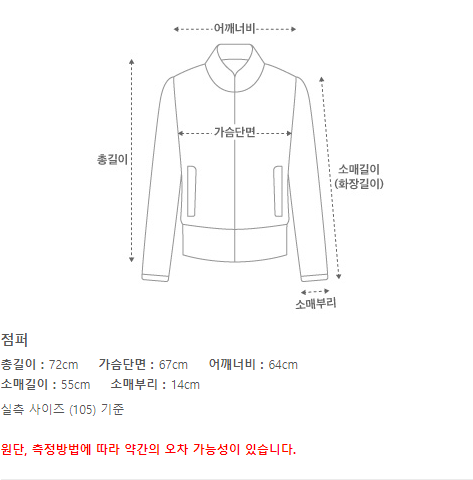 어깨너비
가슴단면
총길이
소매길이
(화장길이)
소매부리
점퍼
총길이 : 72cm 가슴단면 : 67cm 어깨너비 : 64cm
소매길이 : 55cm 소매부리 : 14cm
실측 사이즈 (105) 기준
원단, 측정방법에 따라 약간의 오차 가능성이 있습니다.